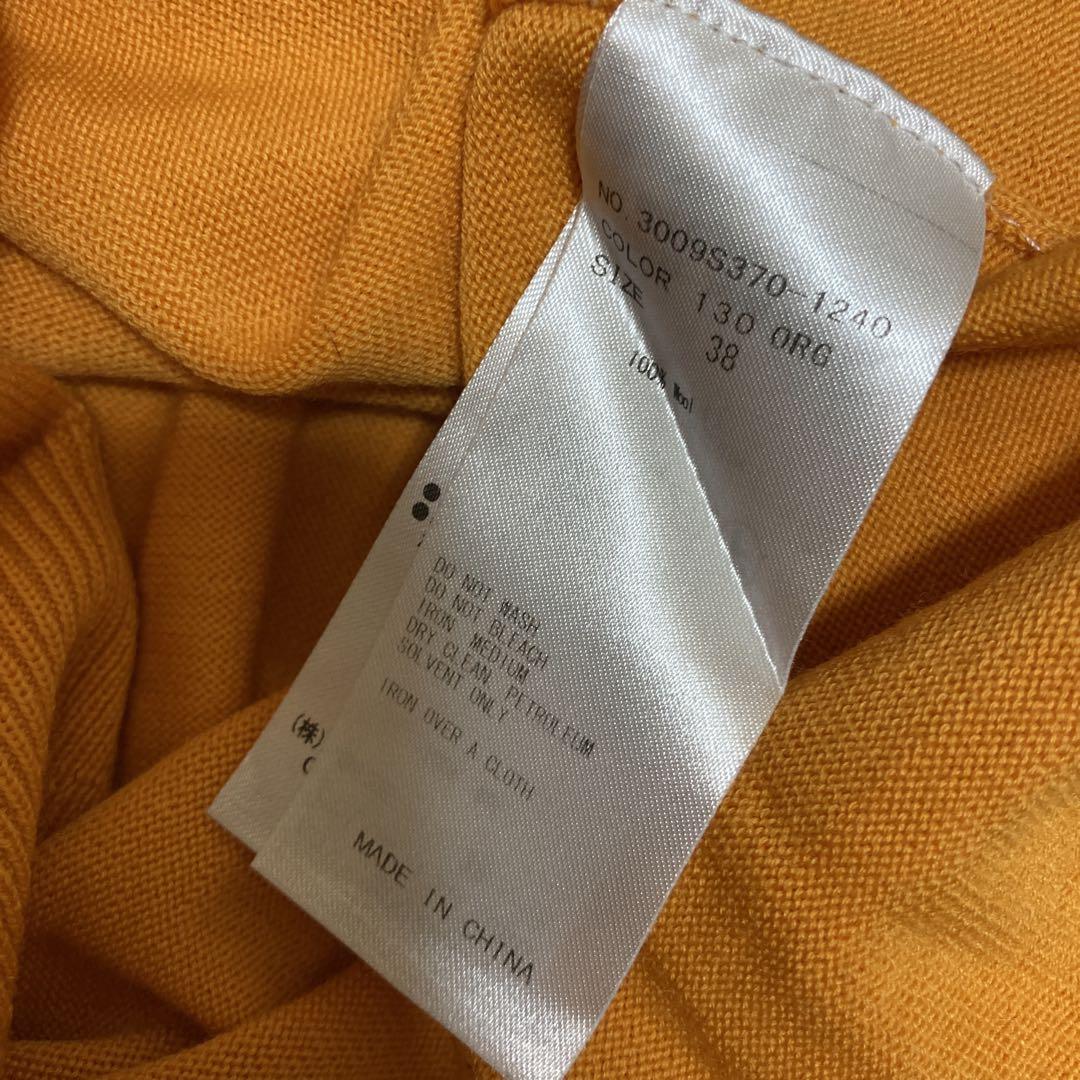 NO. 3009S370-1240
COLOR 130 ORG
SIZE 38
100% Wool
DO NOT WASH
DO NOT BLEACH
IRON MEDIUM
DRY CLEAN, PETROLEUM
SOLVENT ONLY
IRON OVER A CLOTH
MADE IN CHINA
(株)